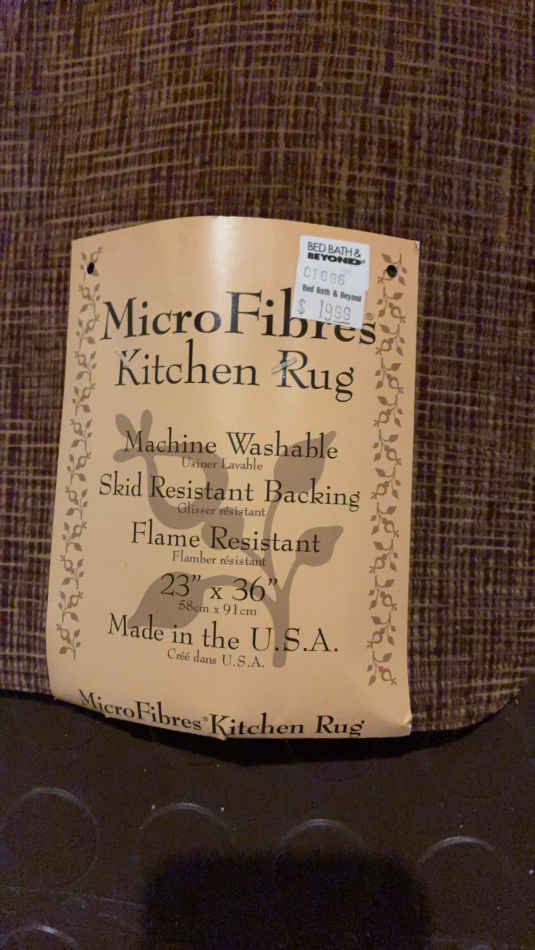 BED BATH &
BEYOND
C1096
Bed Bath & Beyond
$ 1999
MicroFibres®
Kitchen Rug
Machine Washable
Usiner Lavable
Skid Resistant Backing
Glisser résistant
Flame Resistant
Flamber résistant
23” x 36”
58cm x 91cm
Made in the U.S.A.
Créé dans U.S.A.
MicroFibres® Kitchen Rug